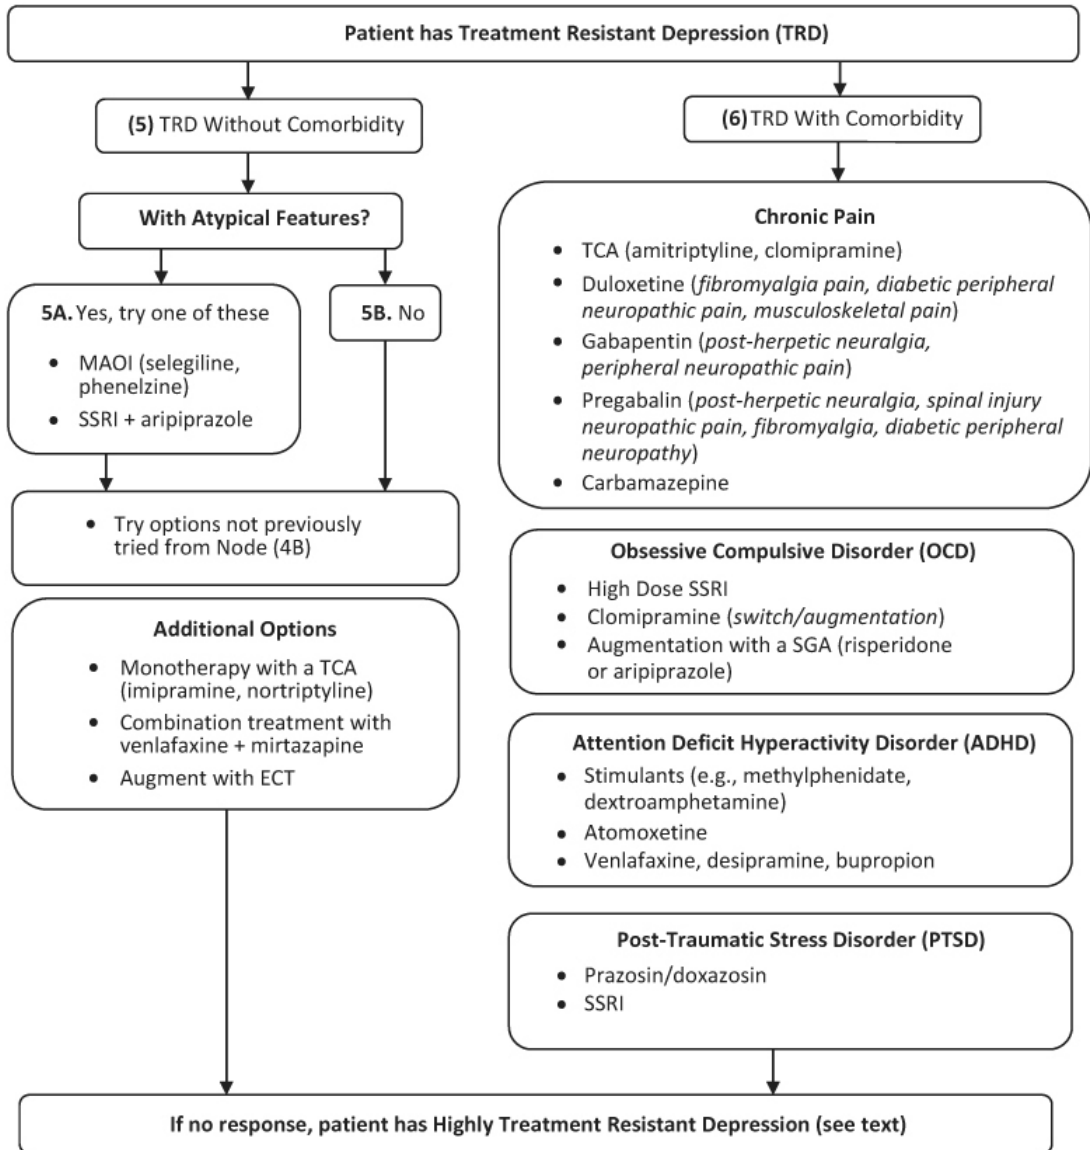 Patient has Treatment Resistant Depression (TRD)
(5) TRD Without Comorbidity
With Atypical Features?
5A. Yes, try one of these
• MAOI (selegiline,
phenelzine)
• SSRI + aripiprazole
5B. No
• Try options not previously
tried from Node (4B)
Additional Options
• Monotherapy with a TCA
(imipramine, nortriptyline)
• Combination treatment with
venlafaxine + mirtazapine
• Augment with ECT
(6) TRD With Comorbidity
Chronic Pain
• TCA (amitriptyline, clomipramine)
• Duloxetine (fibromyalgia pain, diabetic peripheral
neuropathic pain, musculoskeletal pain)
• Gabapentin (post-herpetic neuralgia,
peripheral neuropathic pain)
• Pregabalin (post-herpetic neuralgia, spinal injury
neuropathic pain, fibromyalgia, diabetic peripheral
neuropathy)
• Carbamazepine
Obsessive Compulsive Disorder (OCD)
• High Dose SSRI
• Clomipramine (switch/augmentation)
• Augmentation with a SGA (risperidone
or aripiprazole)
Attention Deficit Hyperactivity Disorder (ADHD)
• Stimulants (e.g., methylphenidate,
dextroamphetamine)
• Atomoxetine
• Venlafaxine, desipramine, bupropion
Post-Traumatic Stress Disorder (PTSD)
• Prazosin/doxazosin
• SSRI
If no response, patient has Highly Treatment Resistant Depression (see text)